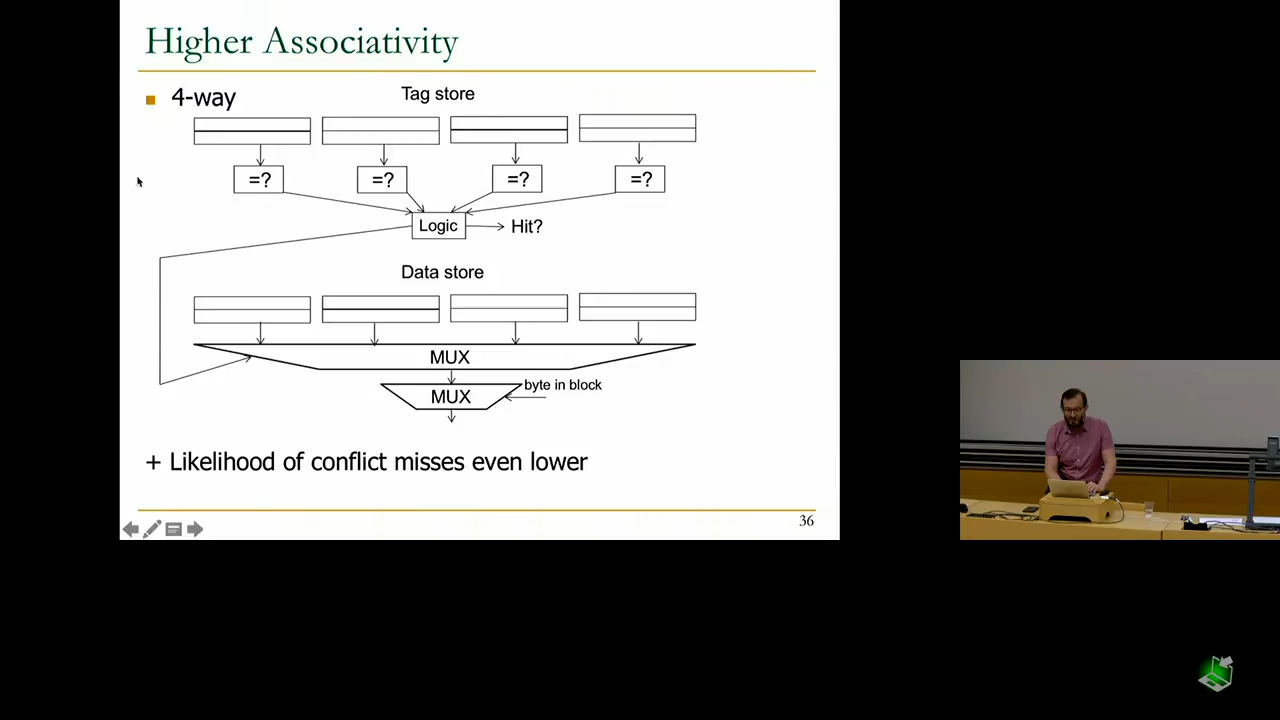 Higher Associativity
4-way
Tag store
=? =? =? =?
Logic
Hit?
Data store
MUX
MUX
byte in block
+ Likelihood of conflict misses even lower
36